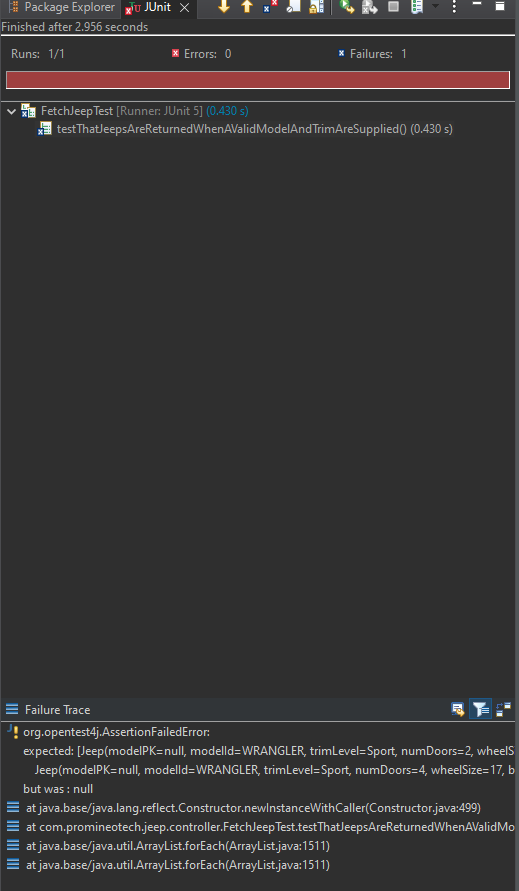 Package Explorer JUnit
Finished after 2.956 seconds
Runs: 1/1 Errors: 0 Failures: 1
FetchJeepTest [Runner: JUnit 5] (0.430 s)
testThatJeepsAreReturnedWhenAValidModelAndTrimAreSupplied() (0.430 s)
Failure Trace
org.opentest4j.AssertionFailedError:
expected: [Jeep(modelPK=null, modelId=WRANGLER, trimLevel=Sport, numDoors=2, wheelS
Jeep(modelPK=null, modelId=WRANGLER, trimLevel=Sport, numDoors=4, wheelSize=17, b
but was : null
at java.base/java.lang.reflect.Constructor.newInstanceWithCaller(Constructor.java:499)
at com.promineotech.jeep.controller.FetchJeepTest.testThatJeepsAreReturnedWhenAValidMo
at java.base/java.util.ArrayList.forEach(ArrayList.java:1511)
at java.base/java.util.ArrayList.forEach(ArrayList.java:1511)